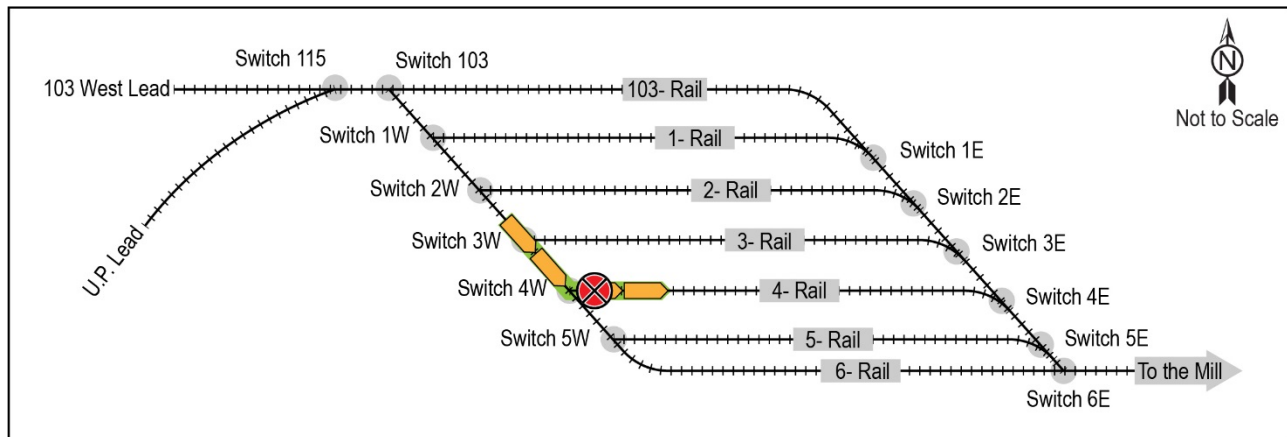 Switch 115
Switch 103
N
103 West Lead
103- Rail
Not to Scale
Switch 1W
1- Rail
Switch 1E
Switch 2W
2- Rail
Switch 2E
U.P. Lead
Switch 3W
3- Rail
Switch 3E
Switch 4W
4- Rail
Switch 4E
Switch 5W
5- Rail
Switch 5E
6- Rail
To the Mill
Switch 6E